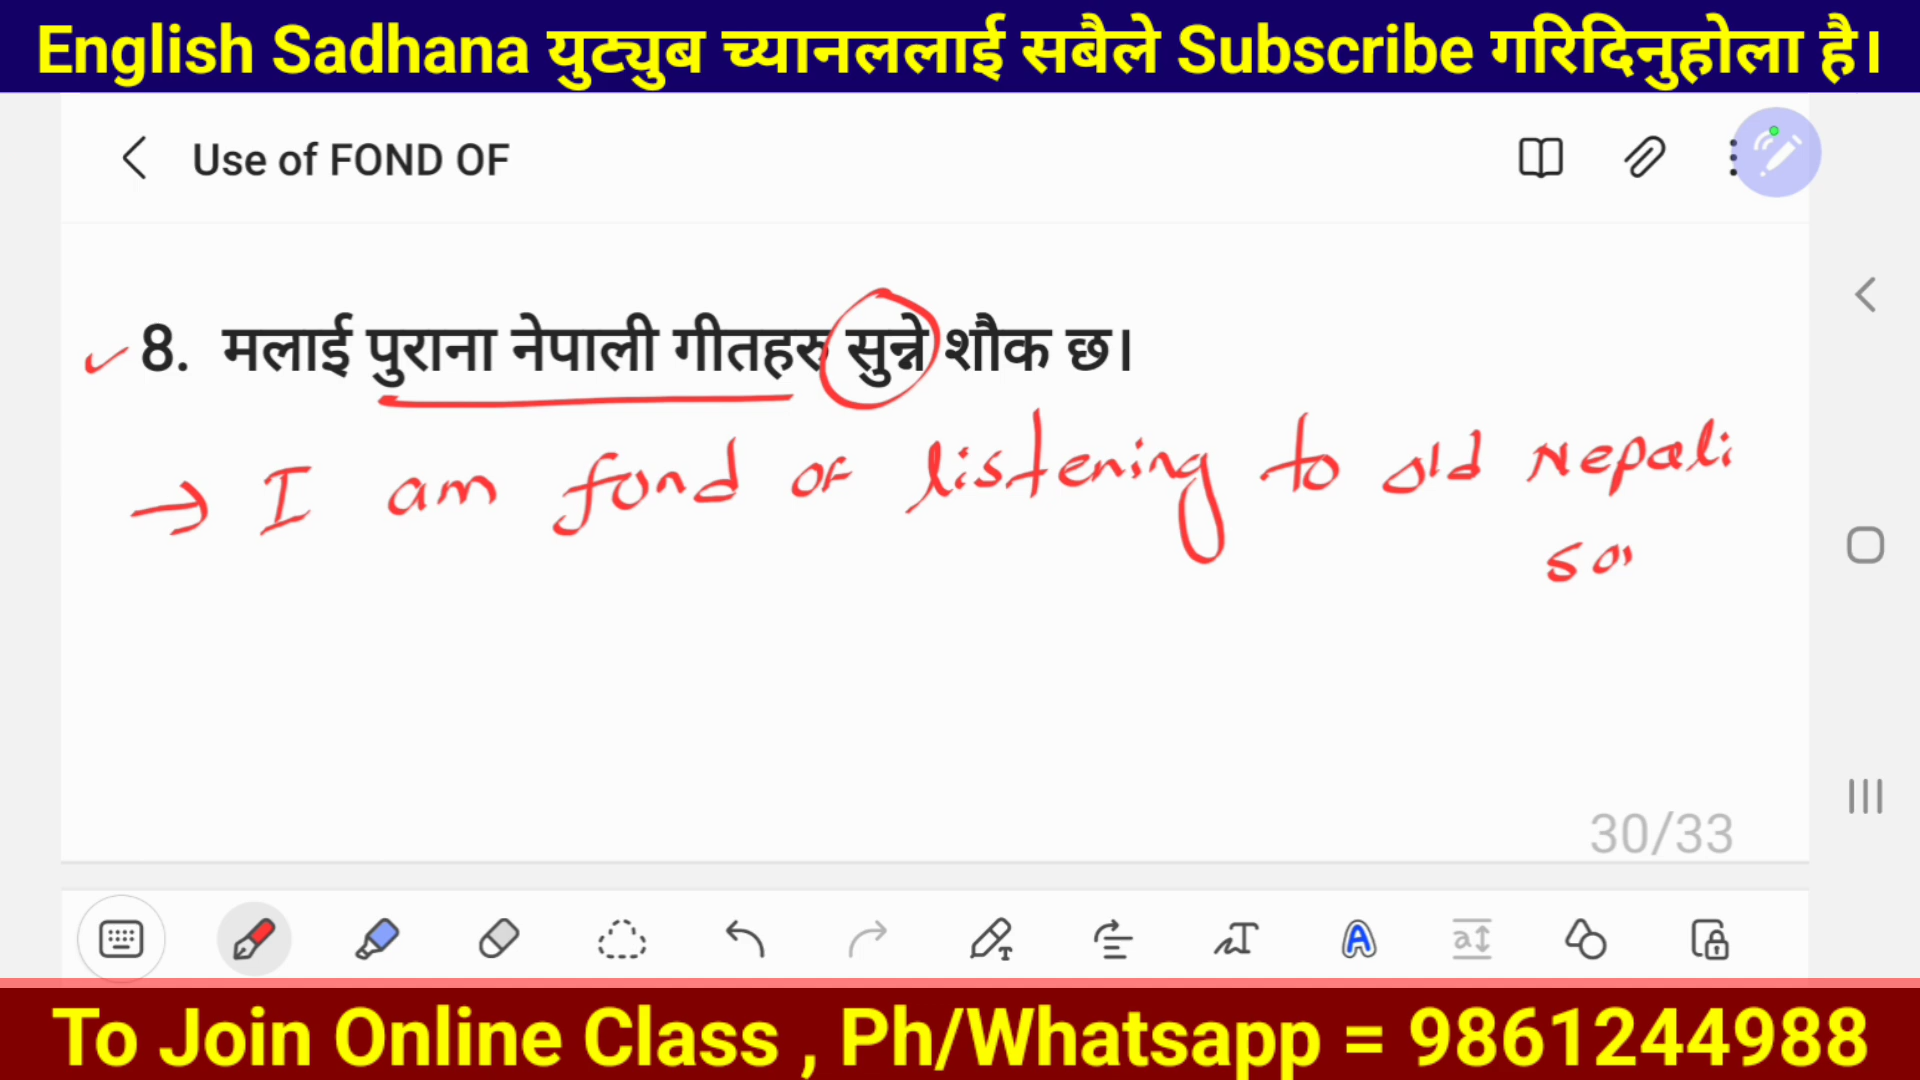 English Sadhana युट्युब च्यानललाई सबैले Subscribe गरिदिनुहोला है।
Use of FOND OF
8. मलाई पुराना नेपाली गीतहरु सुन्ने शौक छ।
→ I am fond of listening to old Nepali
so
30/33
To Join Online Class , Ph/Whatsapp = 9861244988